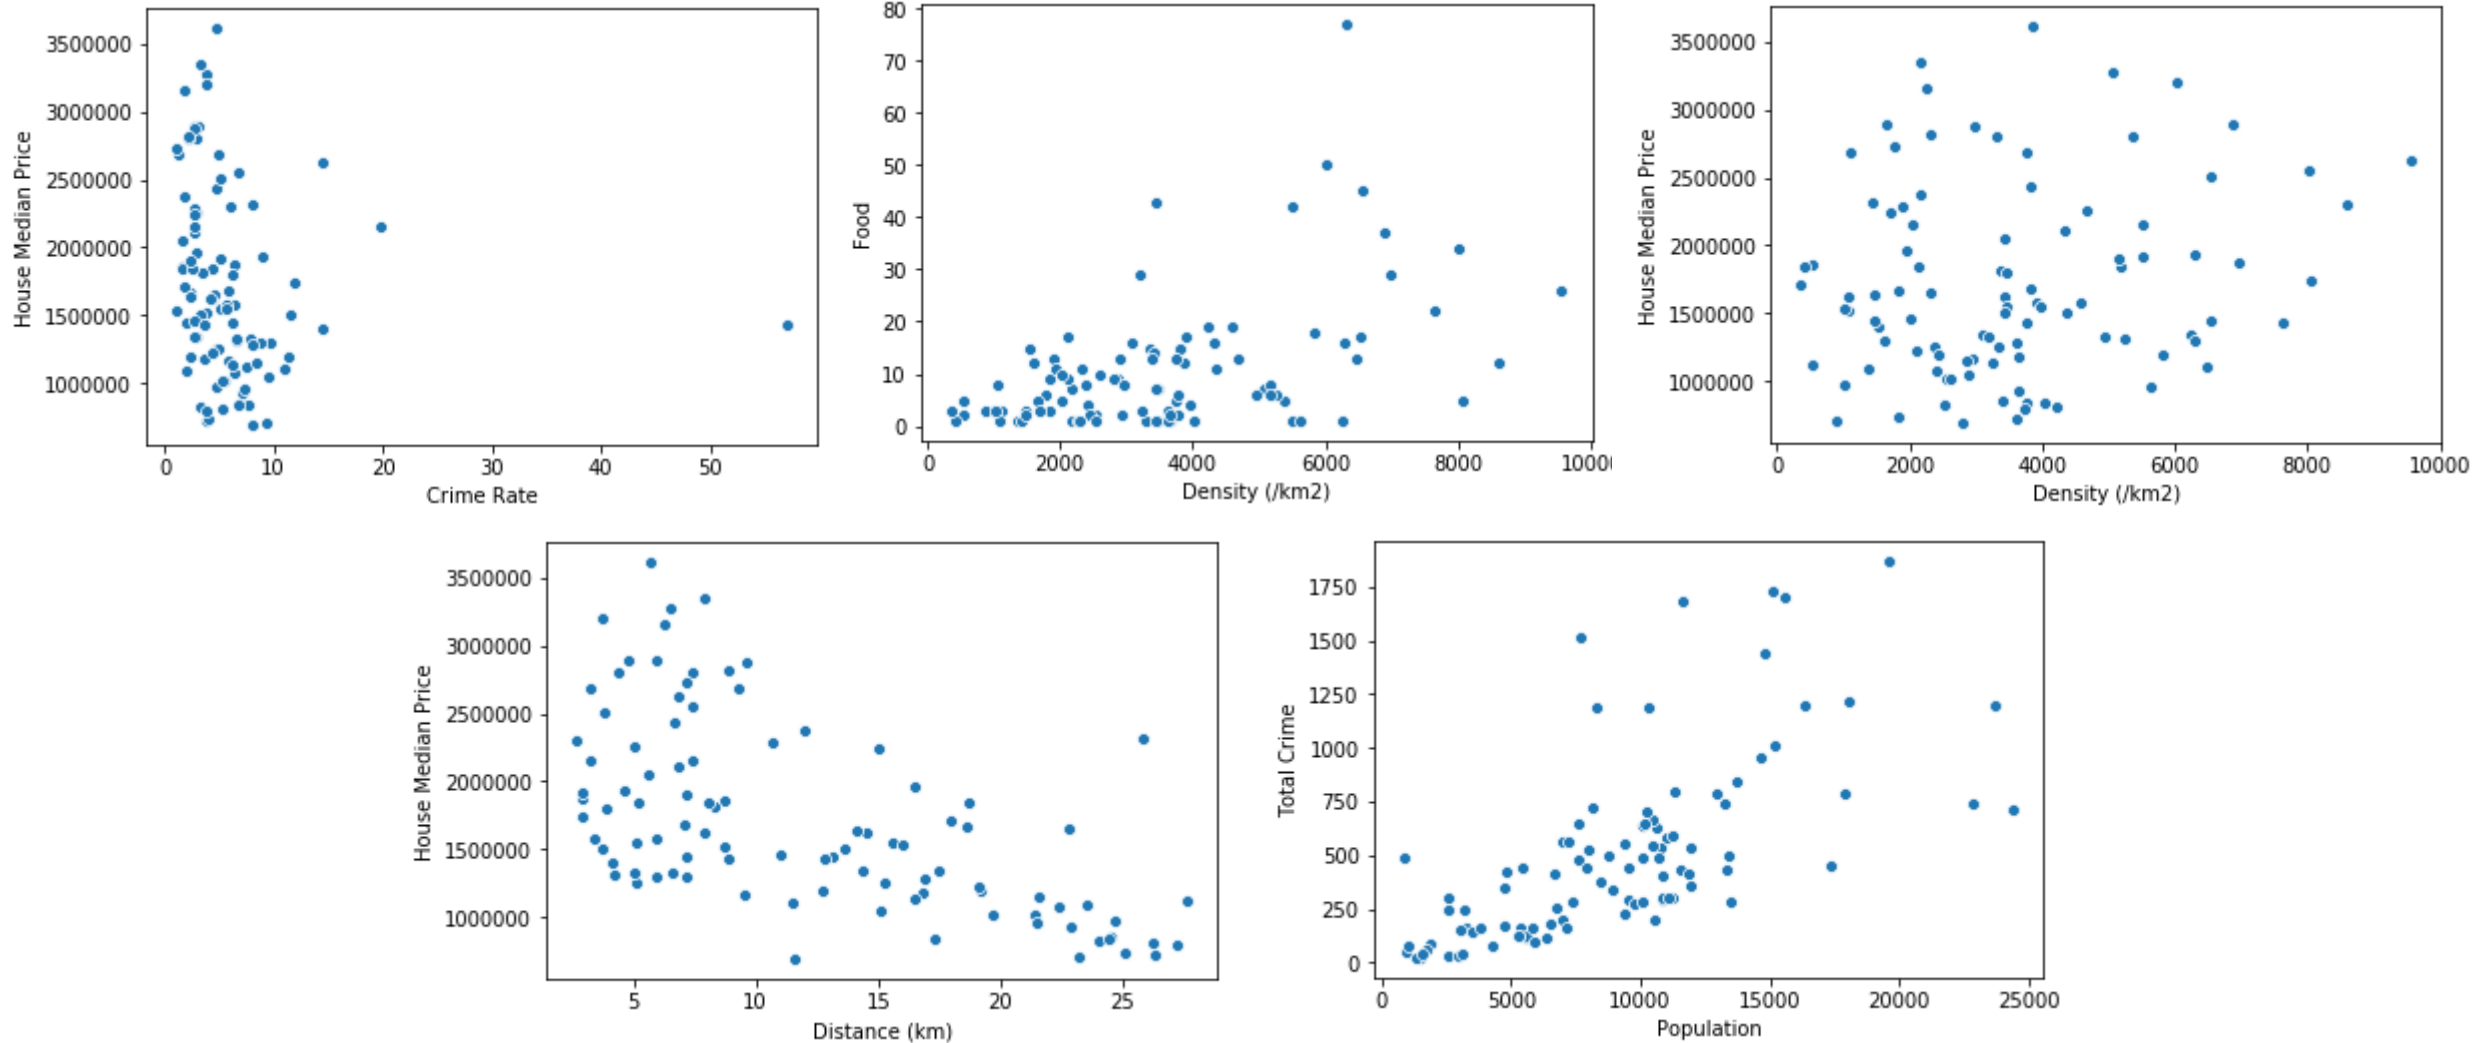 House Median Price
3500000
3000000
2500000
2000000
1500000
1000000
0 10 20 30 40 50
Crime Rate
Food
80
70
60
50
40
30
20
10
0
0 2000 4000 6000 8000 1000
Density (/km2)
House Median Price
3500000
3000000
2500000
2000000
1500000
1000000
0 2000 4000 6000 8000 10000
Density (/km2)
House Median Price
3500000
3000000
2500000
2000000
1500000
1000000
5 10 15 20 25
Distance (km)
Total Crime
1750
1500
1250
1000
750
500
250
0
0 5000 10000 15000 20000 25000
Population